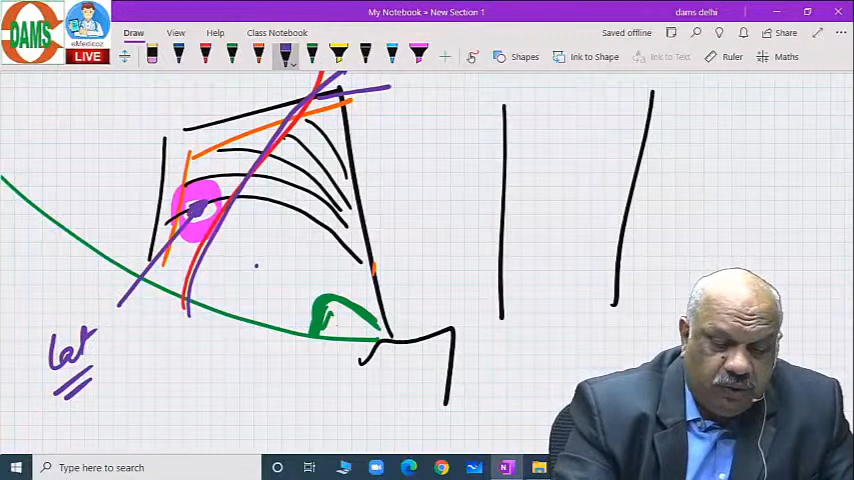 DAMS
eMedicoz
LIVE
My Notebook = New Section 1
dams delhi
Draw
View
Help
Class Notebook
Saved offline
Share
Shapes
Ink to Shape
Ink to Text
Ruler
Maths
Lat
Type here to search